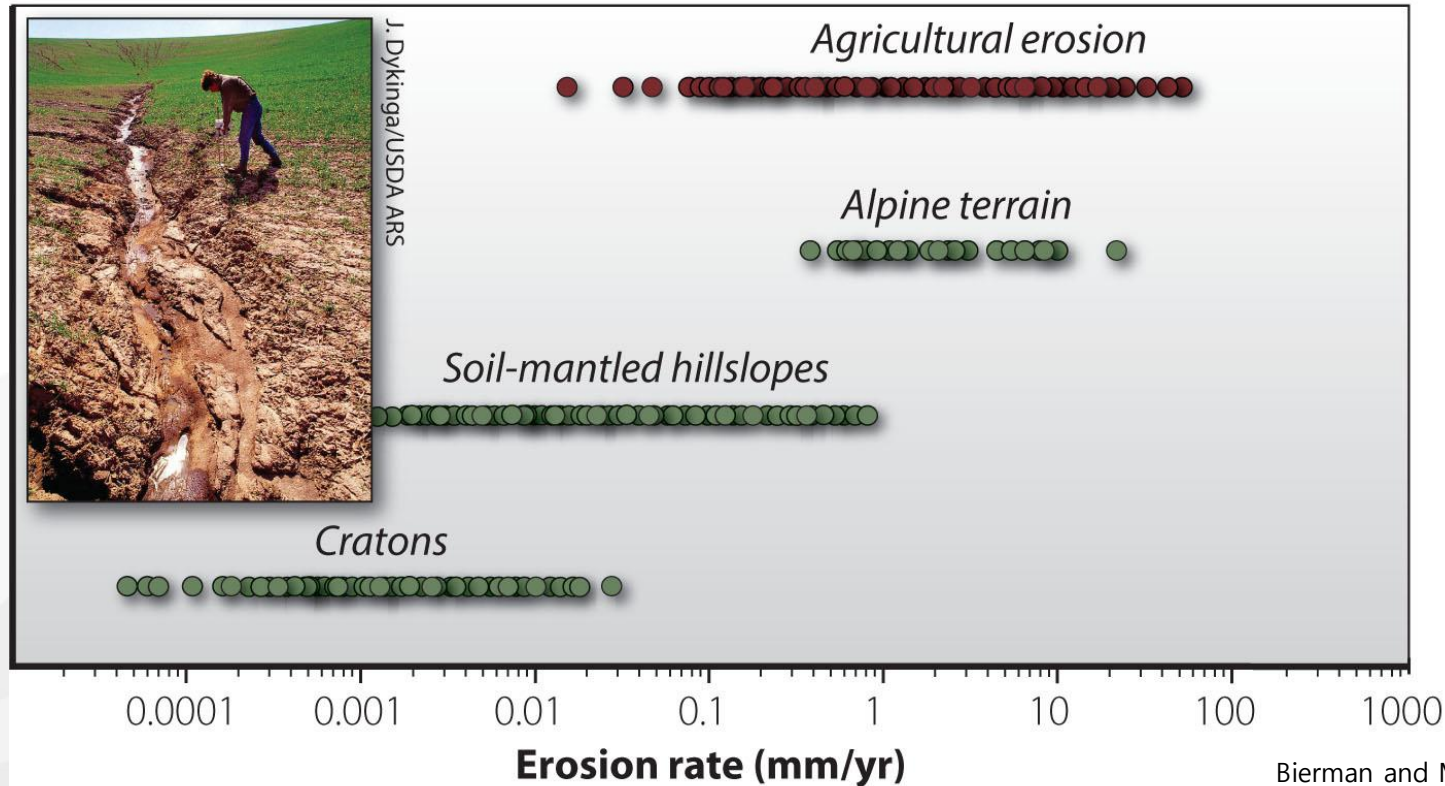 J. Dykinga/USDA ARS
Agricultural erosion
Alpine terrain
Soil-mantled hillslopes
Cratons
0.0001 0.001 0.01 0.1 1 10 100 1000
Erosion rate (mm/yr)
Bierman and